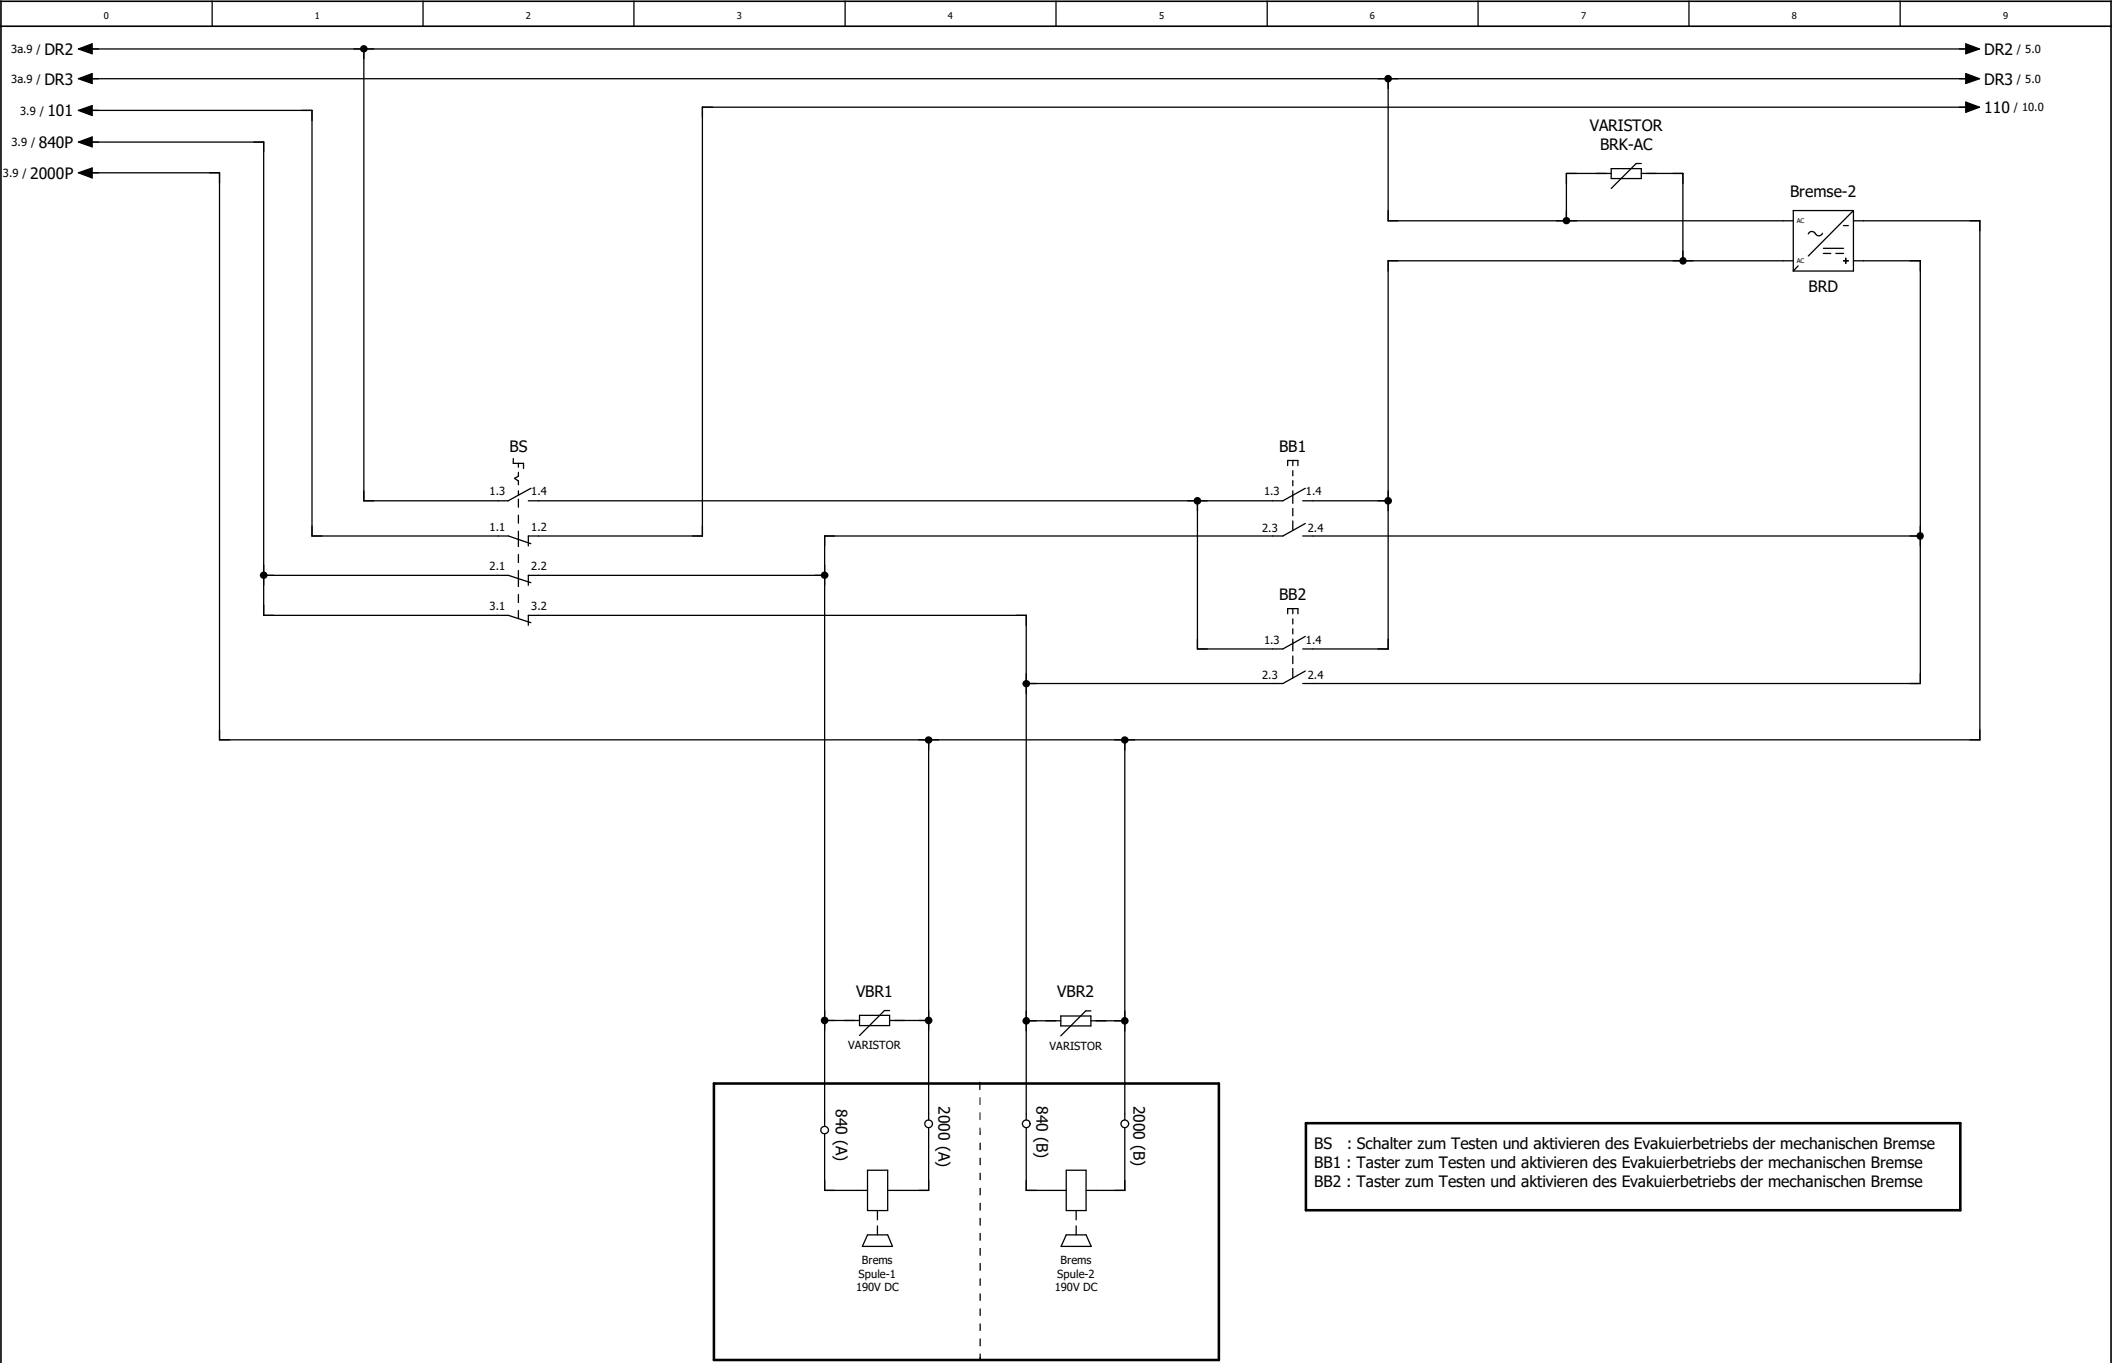 0 1 2 3 4 5 6 7 8 9
3a.9 / DR2
DR2 / 5.0
3a.9 / DR3
DR3 / 5.0
3.9 / 101
110 / 10.0
3.9 / 840P
3.9 / 2000P
VARISTOR
BRK-AC
Bremse-2
AC
-
AC
+
BRD
BS
1.3 1.4
1.1 1.2
2.1 2.2
3.1 3.2
BB1
1.3 1.4
2.3 2.4
BB2
1.3 1.4
2.3 2.4
VBR1
VARISTOR
VBR2
VARISTOR
840 (A)
2000 (A)
840 (B)
2000 (B)
Brems
Spule-1
190V DC
Brems
Spule-2
190V DC
BS : Schalter zum Testen und aktivieren des Evakuierbetriebs der mechanischen Bremse
BB1 : Taster zum Testen und aktivieren des Evakuierbetriebs der mechanischen Bremse
BB2 : Taster zum Testen und aktivieren des Evakuierbetriebs der mechanischen Bremse